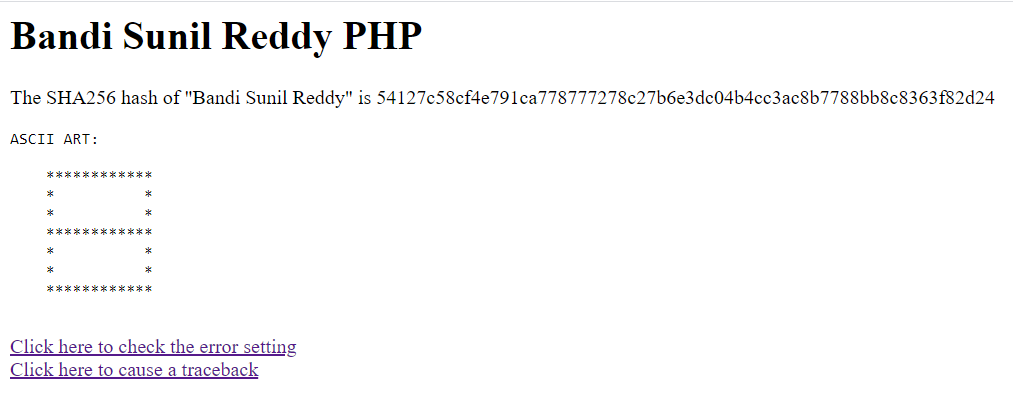 Bandi Sunil Reddy PHP
The SHA256 hash of "Bandi Sunil Reddy" is 54127c58cf4e791ca778777278c27b6e3dc04b4cc3ac8b7788bb8c8363f82d24
ASCII ART:
    ************
    *          *
    *          *
    ************
    *          *
    *          *
    ************
Click here to check the error setting
Click here to cause a traceback